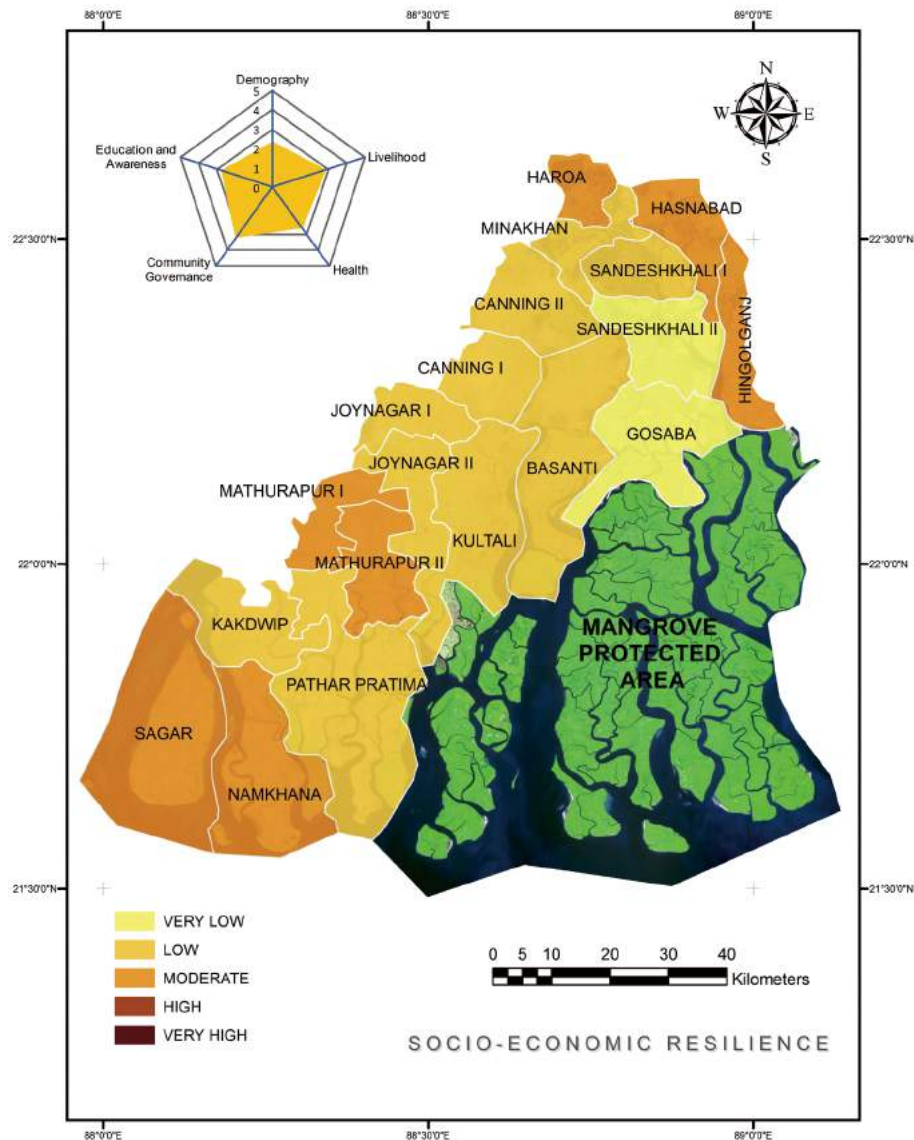 88°0'0"E
88°30'0"E
89°0'0"E
Demography
5
4
3
2
1
0
Education and
Awareness
Livelihood
Community
Governance
Health
N
W
E
S
HAROA
HASNABAD
MINAKHAN
22°30'0"N
22°30'0"N
SANDESHKHALI I
CANNING II
SANDESHKHALI II
HINGOLGANJ
CANNING I
JOYNAGAR I
GOSABA
JOYNAGAR II
BASANTI
MATHURAPUR I
KULTALI
MATHURAPUR II
22°0'0"N
22°0'0"N
KAKDWIP
MANGROVE
PROTECTED
AREA
PATHAR PRATIMA
SAGAR
NAMKHANA
21°30'0"N
21°30'0"N
VERY LOW
LOW
MODERATE
HIGH
VERY HIGH
0 5 10 20 30 40
Kilometers
SOCIO-ECONOMIC RESILIENCE
88°0'0"E
88°30'0"E
89°0'0"E